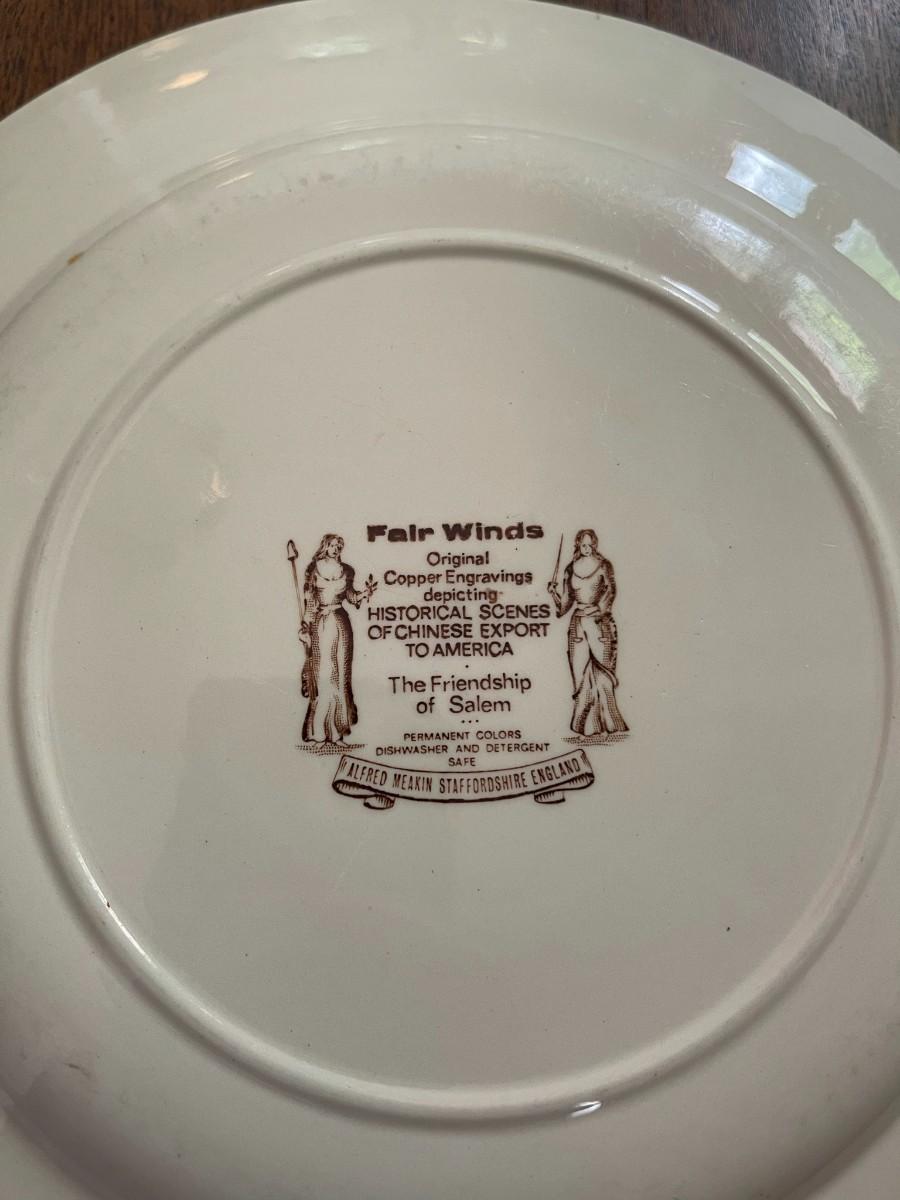 Fair Winds
Original
Copper Engravings
depicting
HISTORICAL SCENES
OF CHINESE EXPORT
TO AMERICA
The Friendship
of Salem
PERMANENT COLORS
DISHWASHER AND DETERGENT
SAFE
ALFRED MEAKIN STAFFORDSHIRE ENGLAND